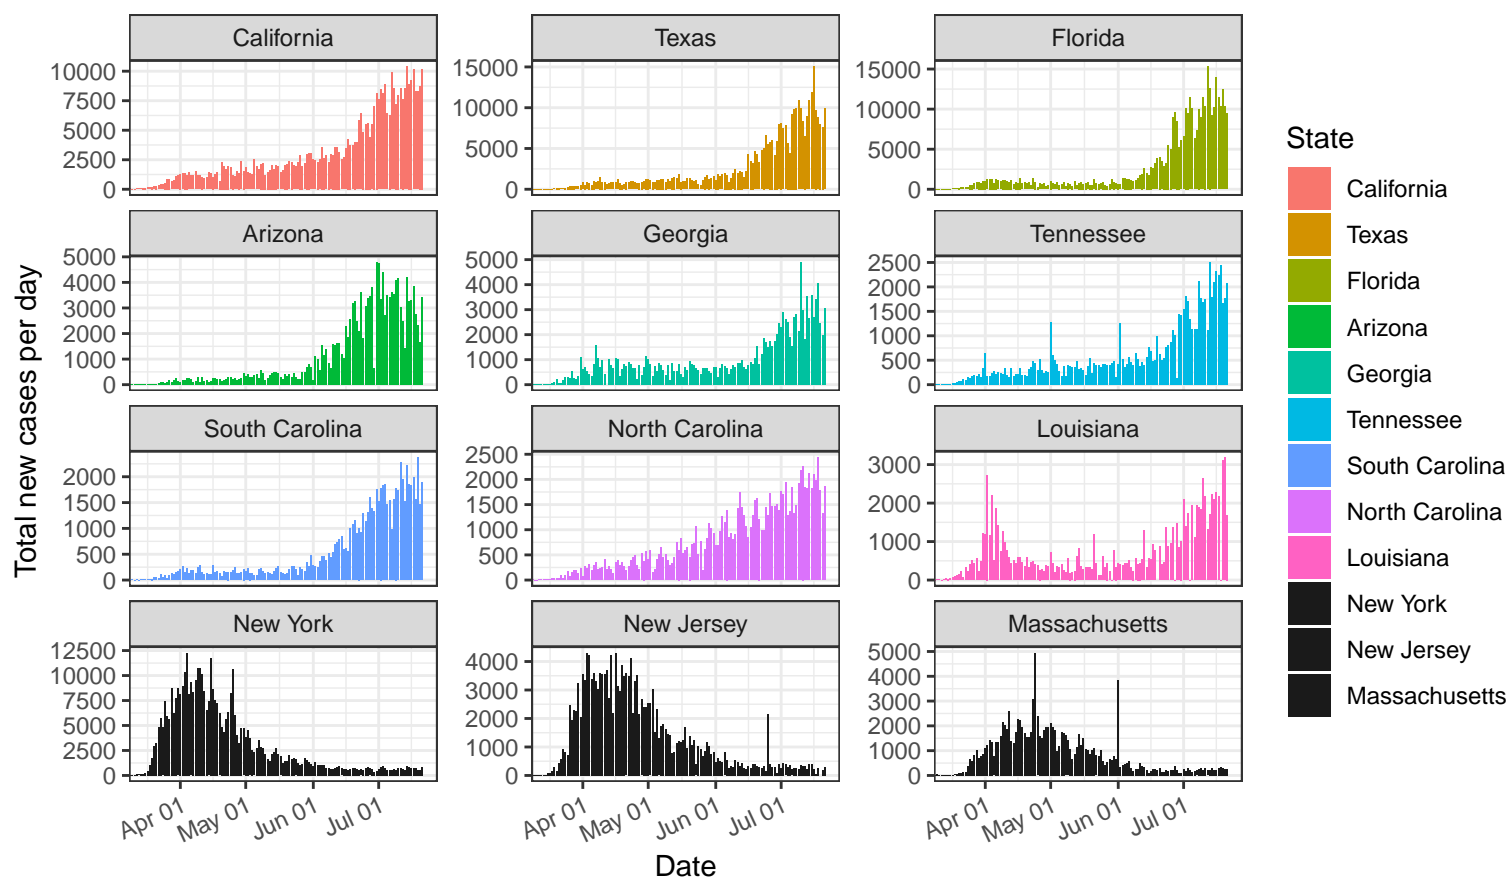 California
Texas
Florida
10000
7500
5000
2500
0
15000
10000
5000
0
15000
10000
5000
0
Arizona
Georgia
Tennessee
5000
4000
3000
2000
1000
0
5000
4000
3000
2000
1000
0
2500
2000
1500
1000
500
0
South Carolina
North Carolina
Louisiana
2000
1500
1000
500
0
2500
2000
1500
1000
500
0
3000
2000
1000
0
New York
New Jersey
Massachusetts
12500
10000
7500
5000
2500
0
4000
3000
2000
1000
0
5000
4000
3000
2000
1000
0
Apr 01
May 01
Jun 01
Jul 01
Apr 01
May 01
Jun 01
Jul 01
Apr 01
May 01
Jun 01
Jul 01
Date
Total new cases per day
State
California
Texas
Florida
Arizona
Georgia
Tennessee
South Carolina
North Carolina
Louisiana
New York
New Jersey
Massachusetts